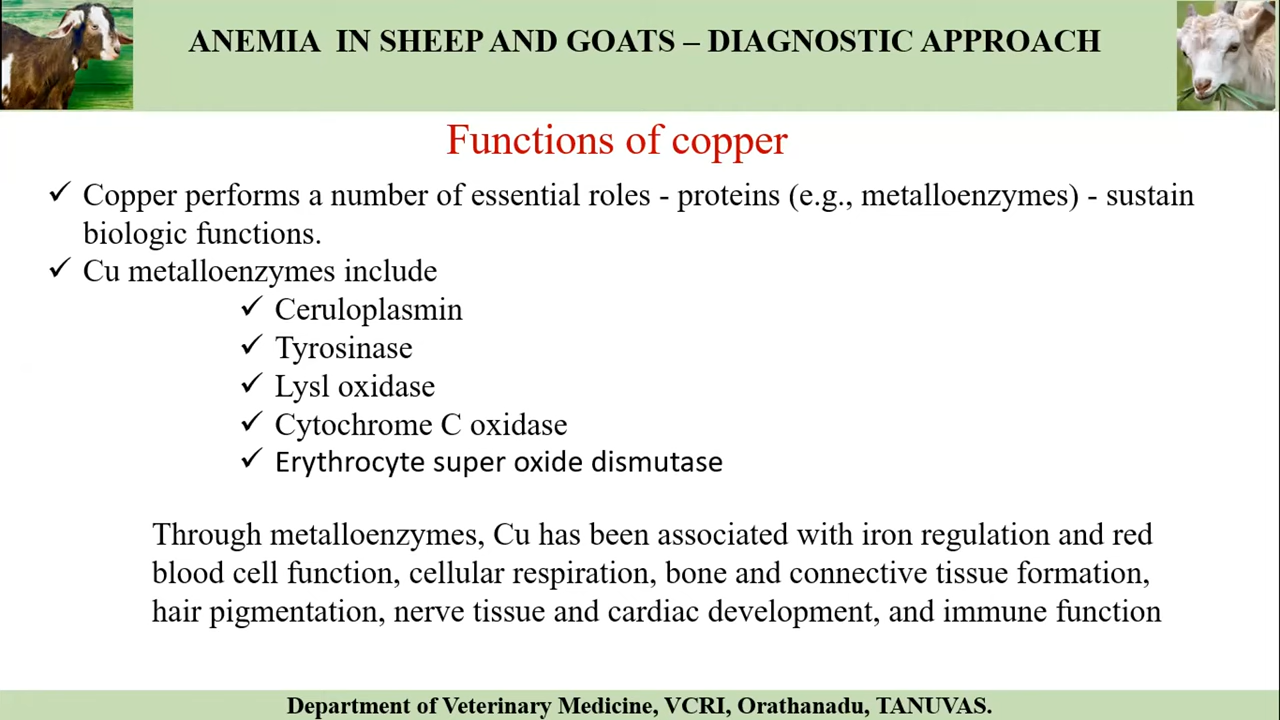 ANEMIA IN SHEEP AND GOATS – DIAGNOSTIC APPROACH
Functions of copper
✓ Copper performs a number of essential roles - proteins (e.g., metalloenzymes) - sustain
biologic functions.
✓ Cu metalloenzymes include
✓ Ceruloplasmin
✓ Tyrosinase
✓ Lysl oxidase
✓ Cytochrome C oxidase
✓ Erythrocyte super oxide dismutase
Through metalloenzymes, Cu has been associated with iron regulation and red
blood cell function, cellular respiration, bone and connective tissue formation,
hair pigmentation, nerve tissue and cardiac development, and immune function
Department of Veterinary Medicine, VCRI, Orathanadu, TANUVAS.